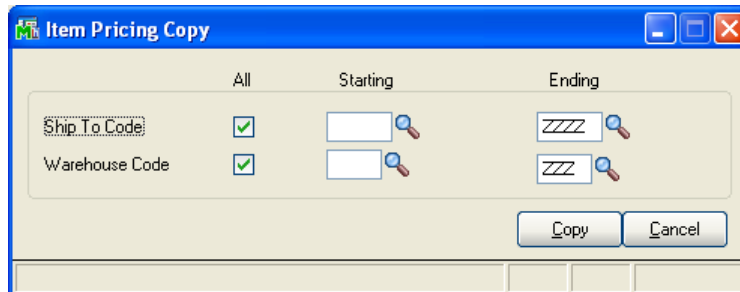 Item Pricing Copy
All Starting Ending
Ship To Code ZZZZ
Warehouse Code ZZZ
Copy Cancel